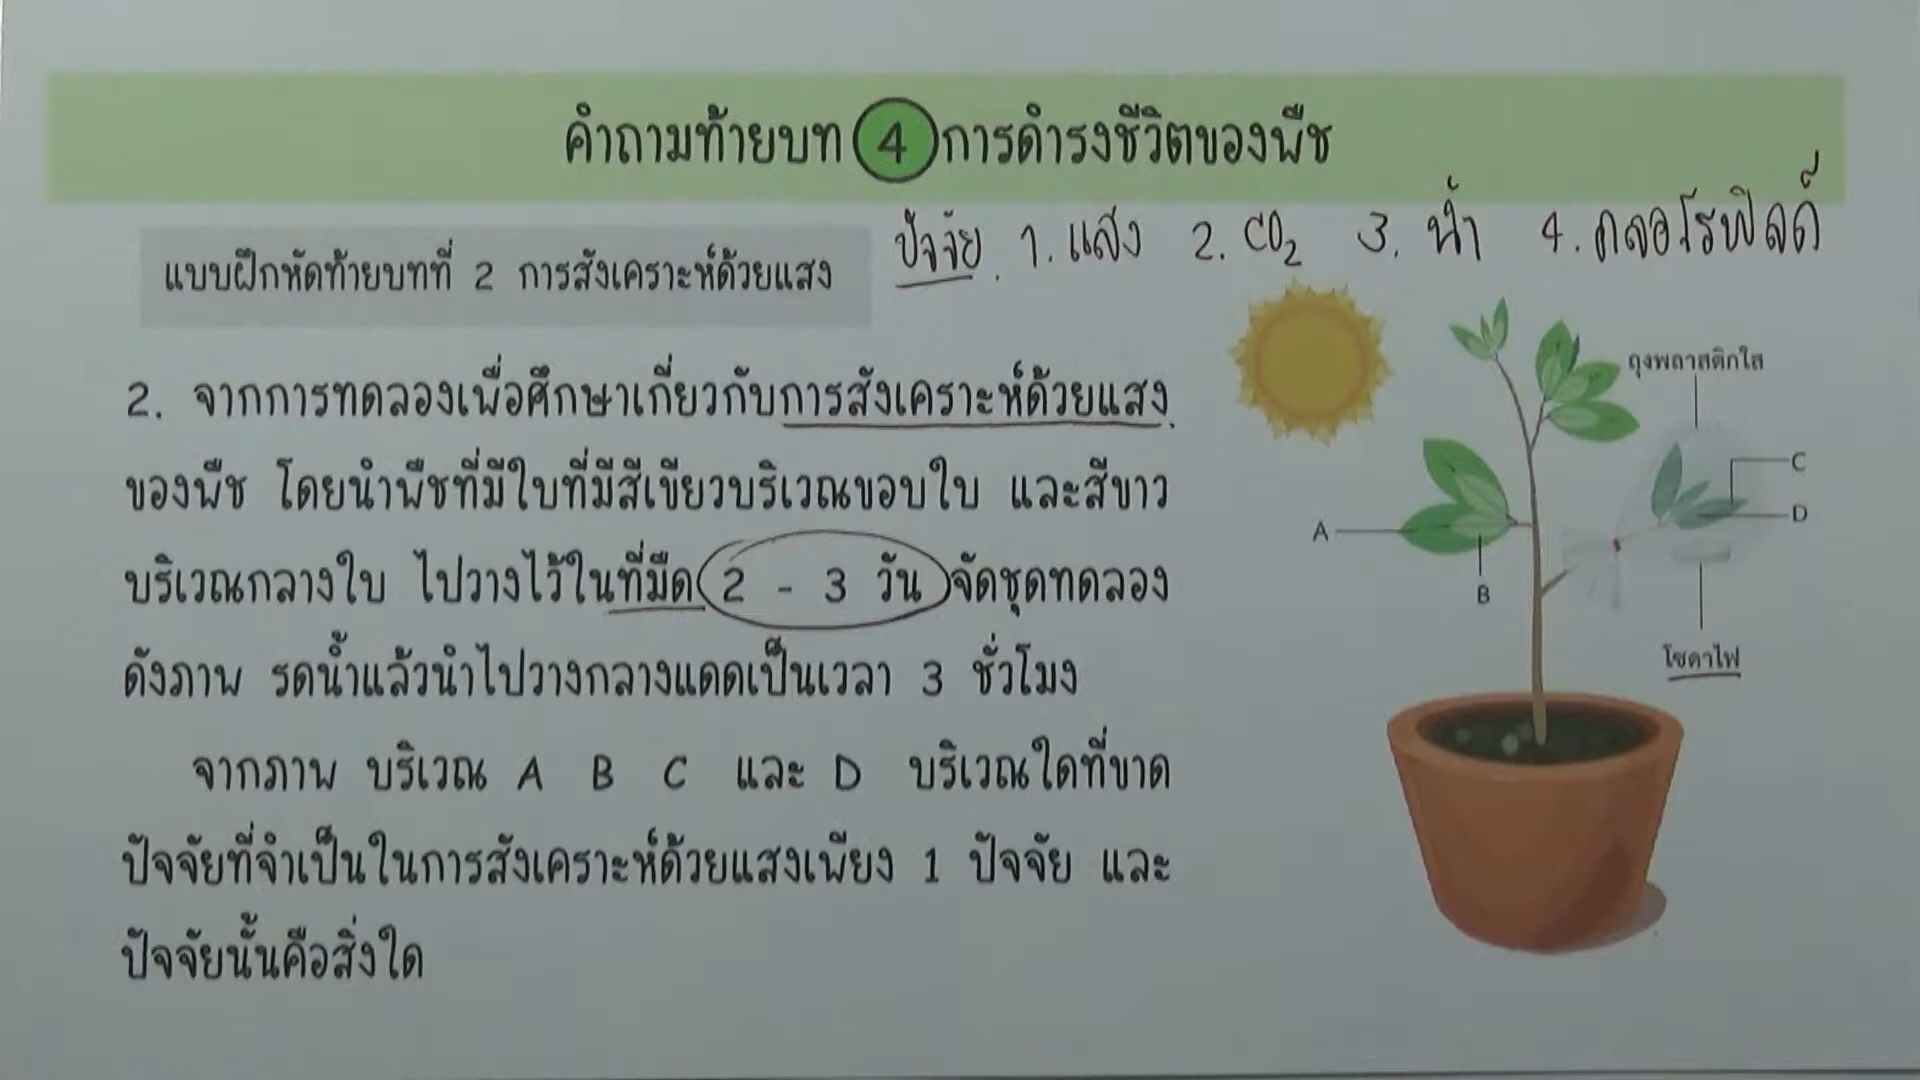 คำถามท้ายบท 4 การดำรงชีวิตของพืช
ปัจจัย 1. แสง 2. CO2 3. น้ำ 4. คลอโรฟิลด์
แบบฝึกหัดท้ายบทที่ 2 การสังเคราะห์ด้วยแสง
2. จากการทดลองเพื่อศึกษาเกี่ยวกับการสังเคราะห์ด้วยแสง
ของพืช โดยนำพืชที่มีใบที่มีสีเขียวบริเวณขอบใบ และสีขาว
บริเวณกลางใบ ไปวางไว้ในที่มืด 2 - 3 วัน จัดชุดทดลอง
ดังภาพ รดน้ำแล้วนำไปวางกลางแดดเป็นเวลา 3 ชั่วโมง
จากภาพ บริเวณ A B C และ D บริเวณใดที่ขาด
ปัจจัยที่จำเป็นในการสังเคราะห์ด้วยแสงเพียง 1 ปัจจัย และ
ปัจจัยนั้นคือสิ่งใด
ถุงพลาสติกใส
C
D
A
B
โซดาไฟ